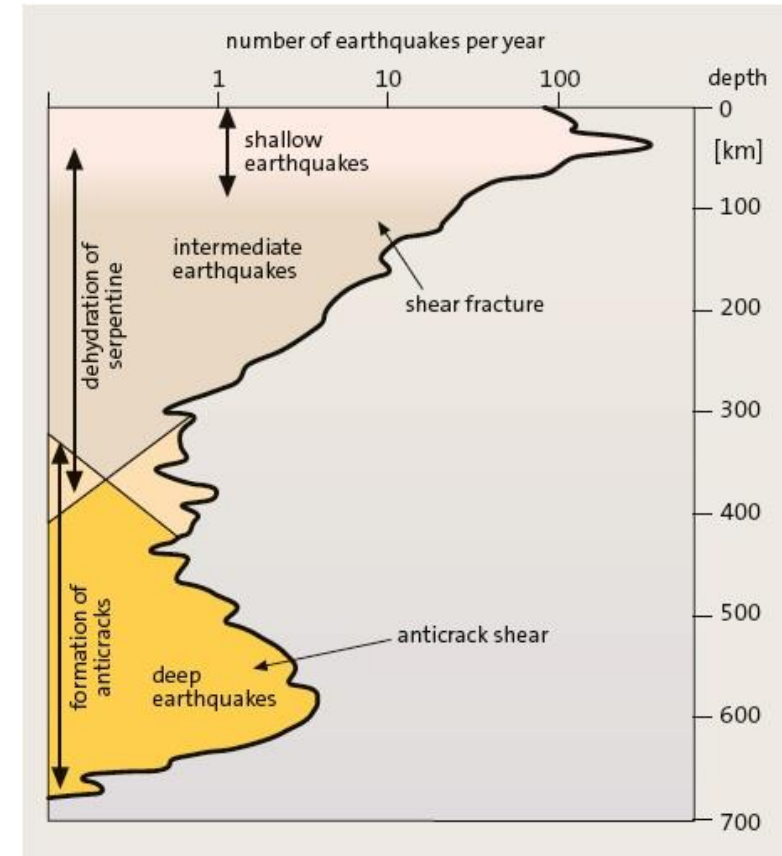 number of earthquakes per year
1 10 100 depth
0
[km]
shallow
earthquakes
100
intermediate
earthquakes
dehydration of
serpentine
shear fracture
200
300
400
500
formation of
anticracks
anticrack shear
deep
earthquakes
600
700